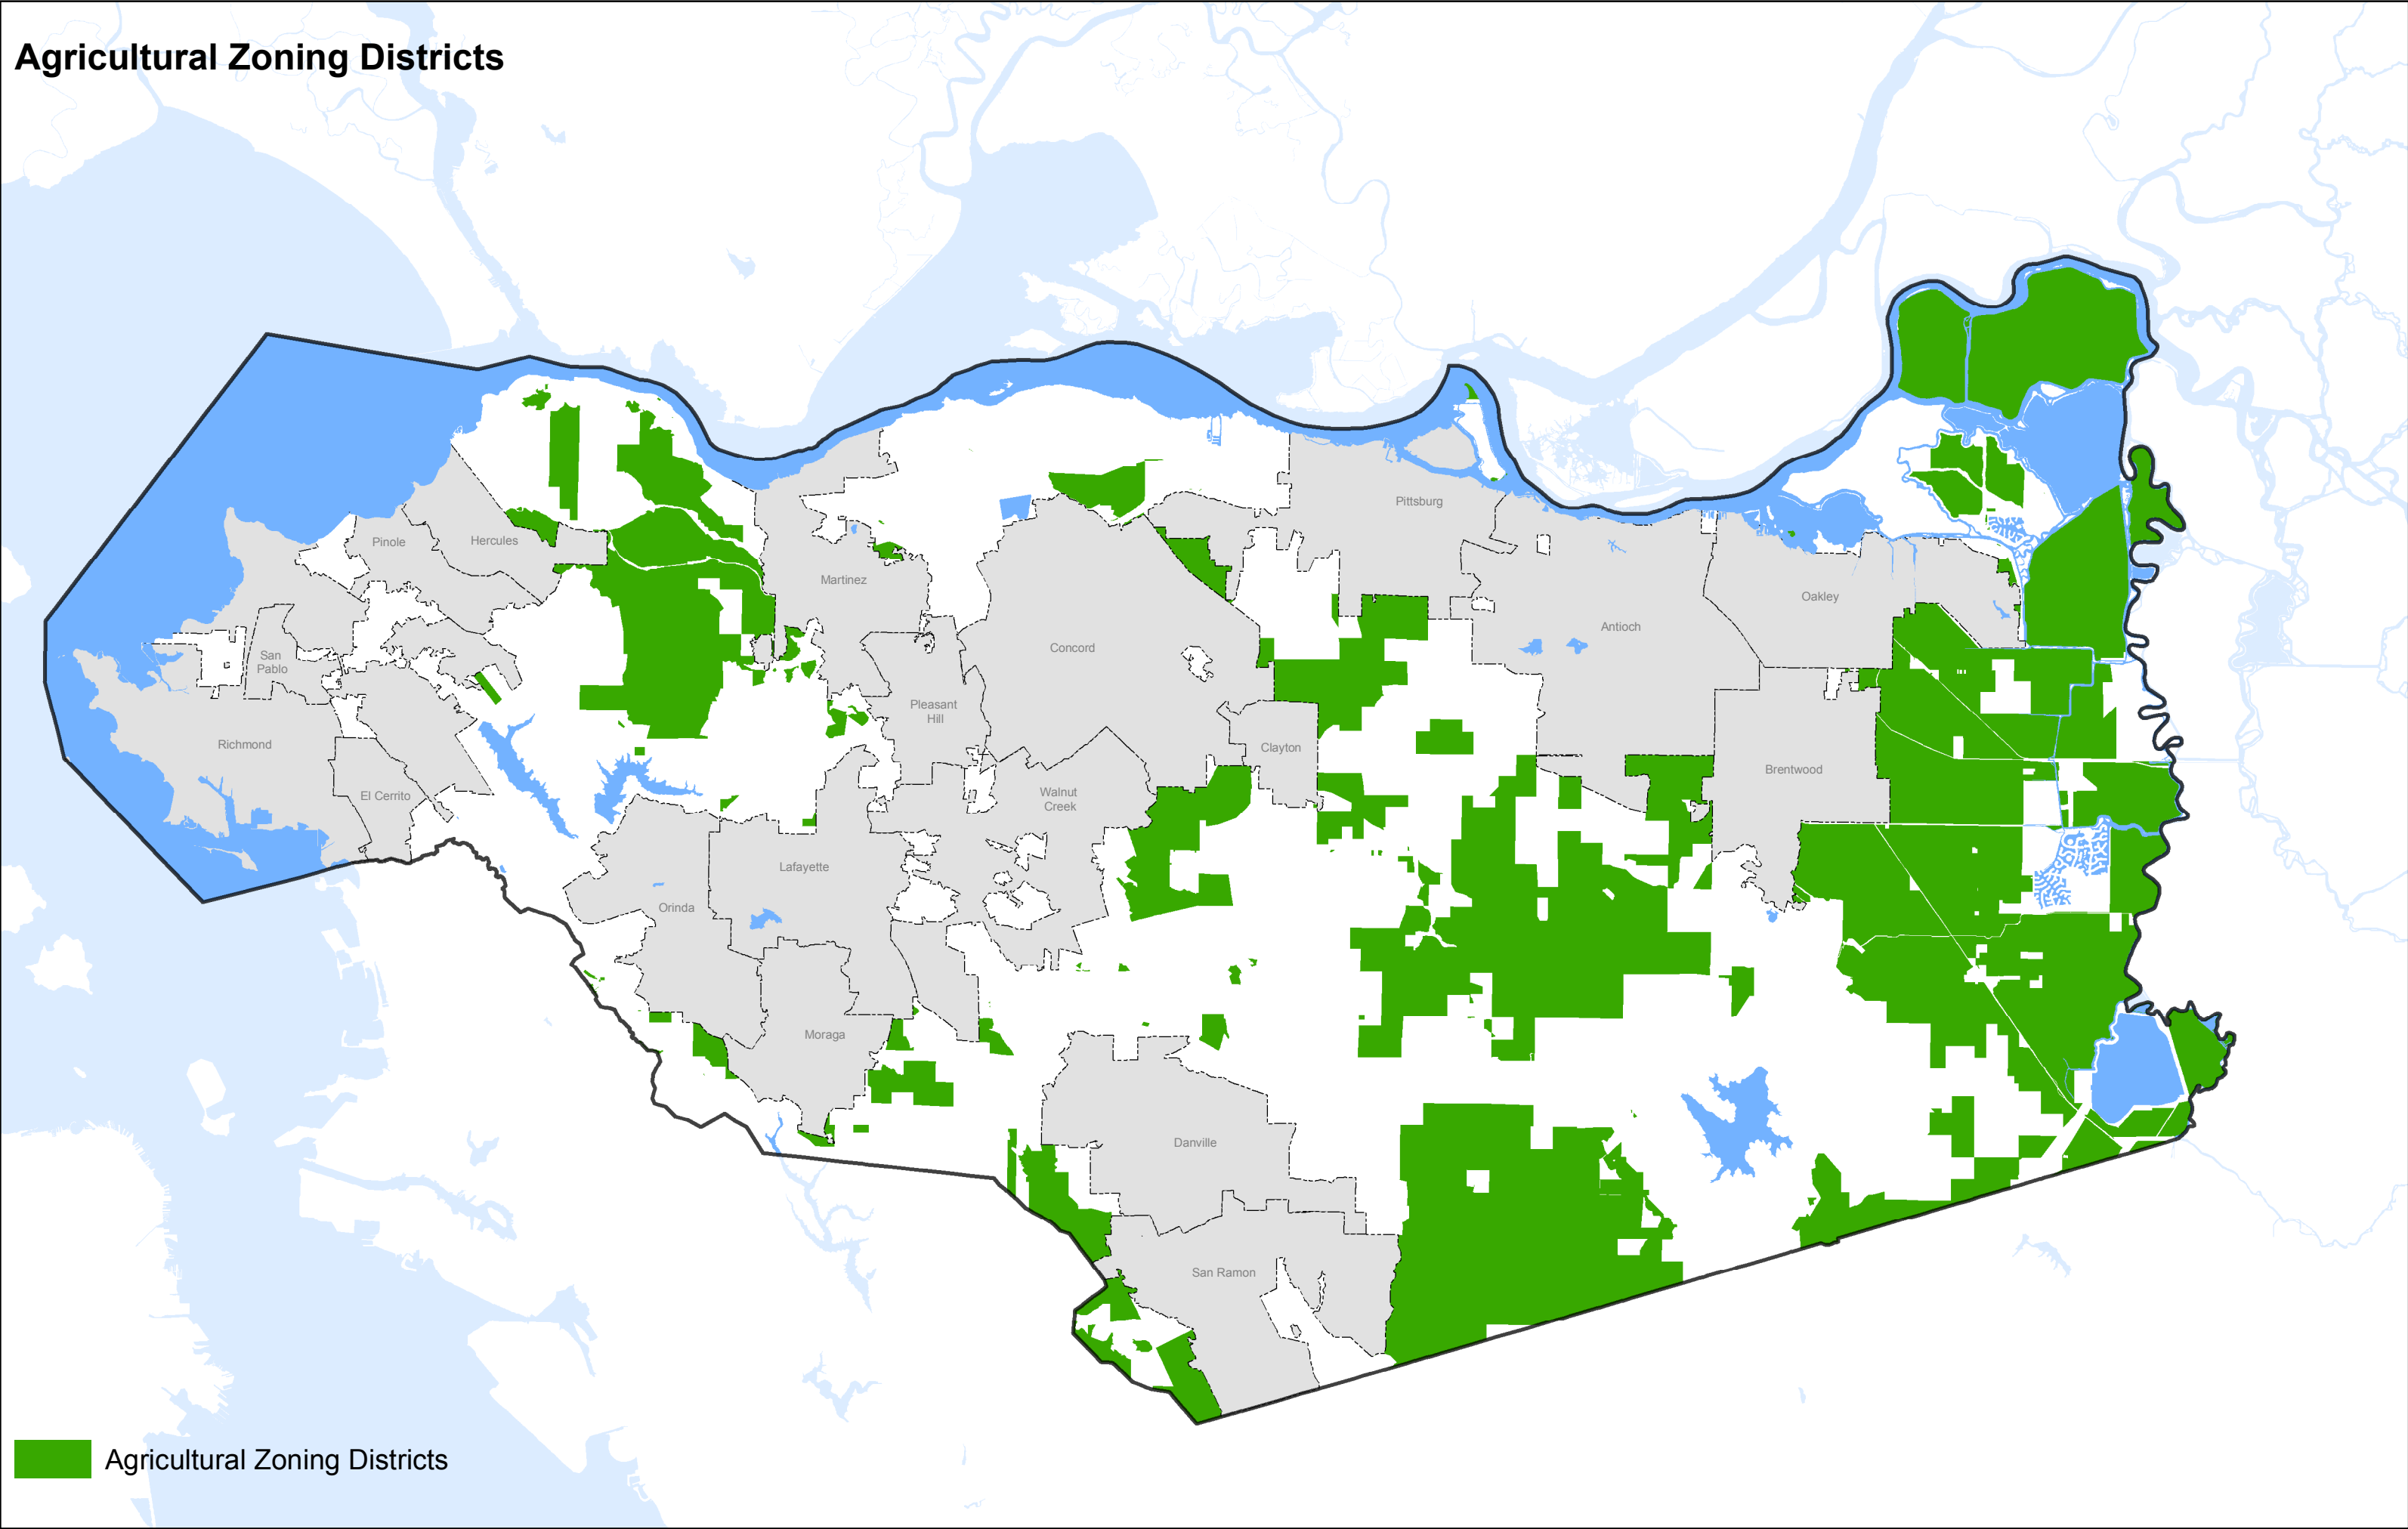 Agricultural Zoning Districts
Pittsburg
Pinole
Hercules
Martinez
Oakley
Antioch
Concord
San
Pablo
Pleasant
Hill
Richmond
Clayton
Brentwood
El Cerrito
Walnut
Creek
Lafayette
Orinda
Moraga
Danville
San Ramon
Agricultural Zoning Districts